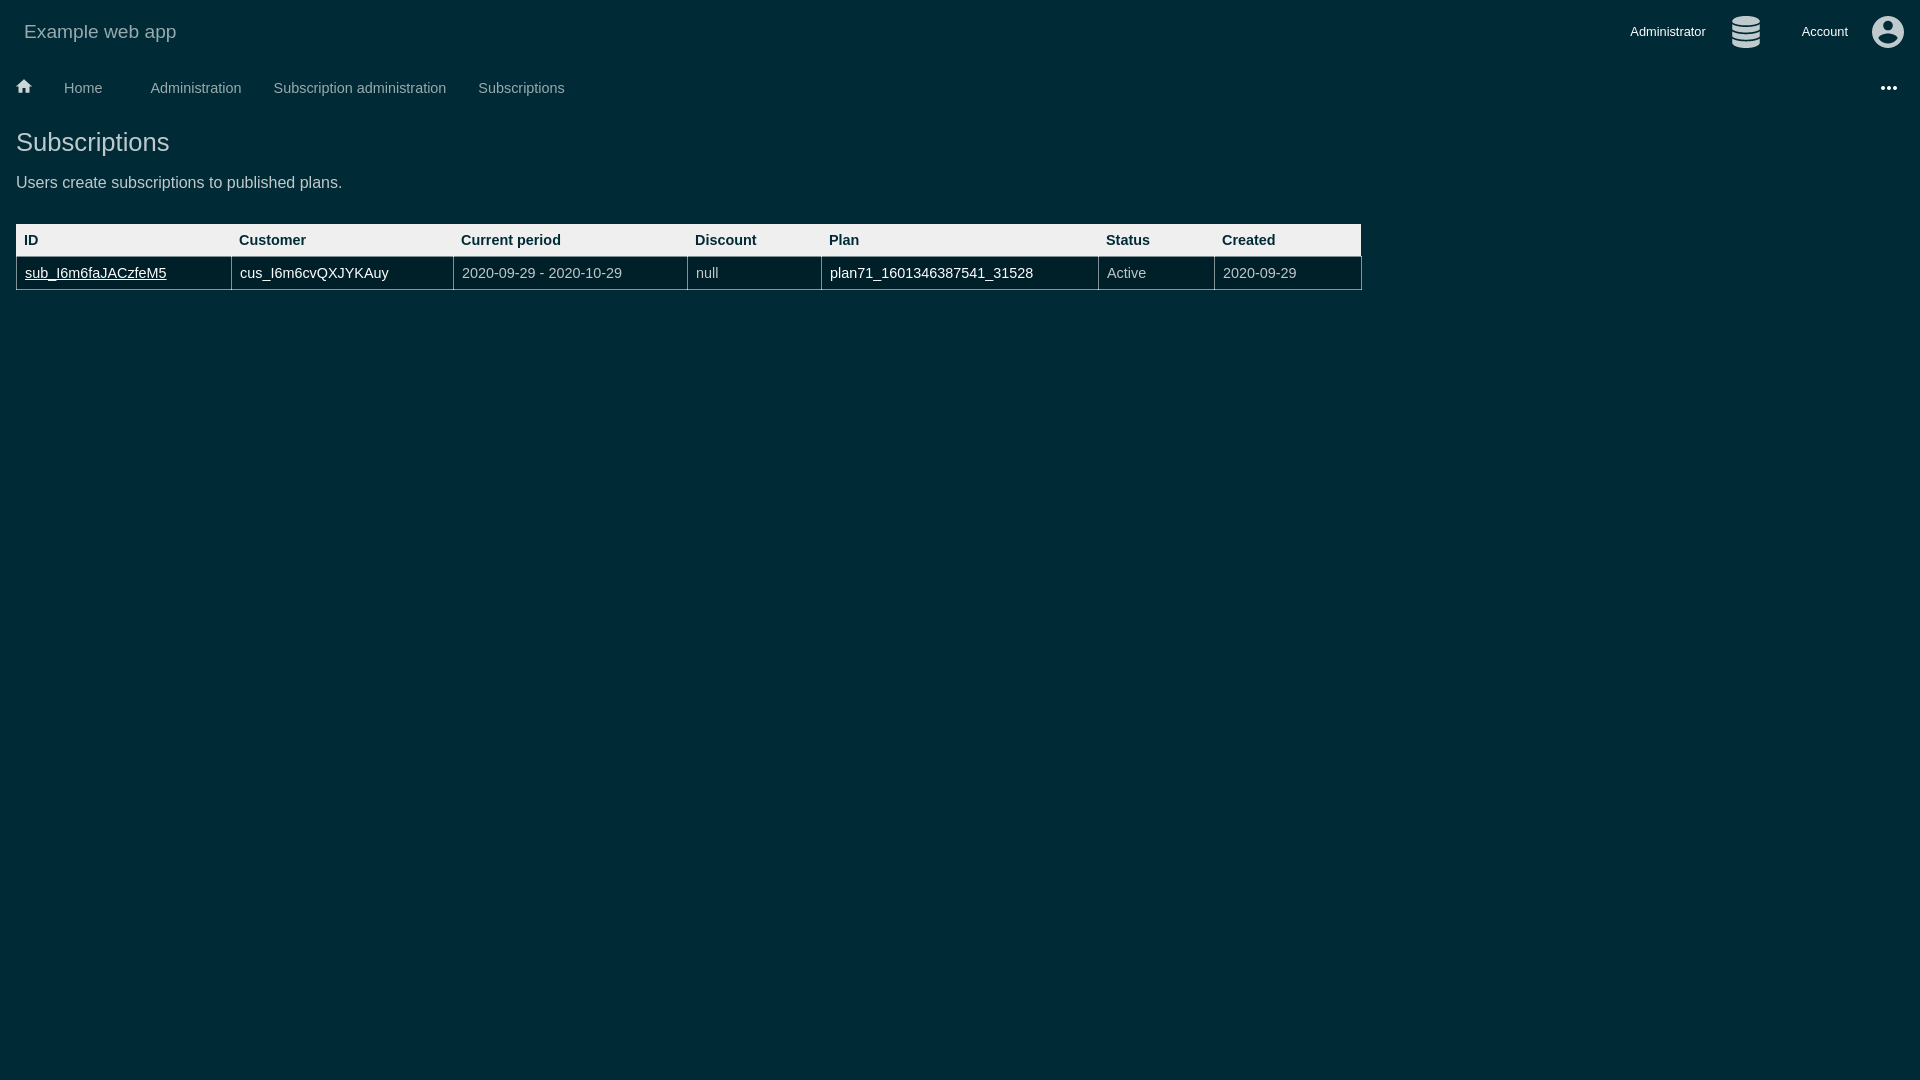 Example web app
Administrator
Account
Home Administration Subscription administration Subscriptions
Subscriptions
Users create subscriptions to published plans.
ID Customer Current period Discount Plan Status Created
sub_I6m6faJACzfeM5 cus_I6m6cvQXJYKAuy 2020-09-29 - 2020-10-29 null plan71_1601346387541_31528 Active 2020-09-29